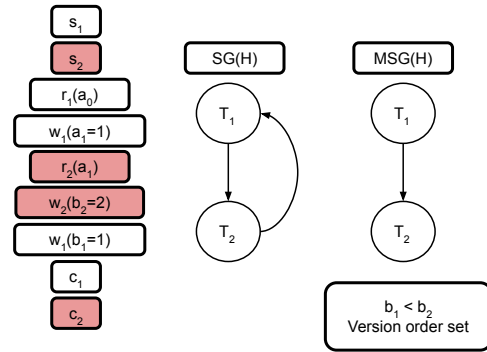 s₁
s₂
r₁(a₀)
w₁(a₁=1)
r₂(a₁)
w₂(b₂=2)
w₁(b₁=1)
c₁
c₂
SG(H)
T₁
T₂
MSG(H)
T₁
T₂
b₁ < b₂
Version order set